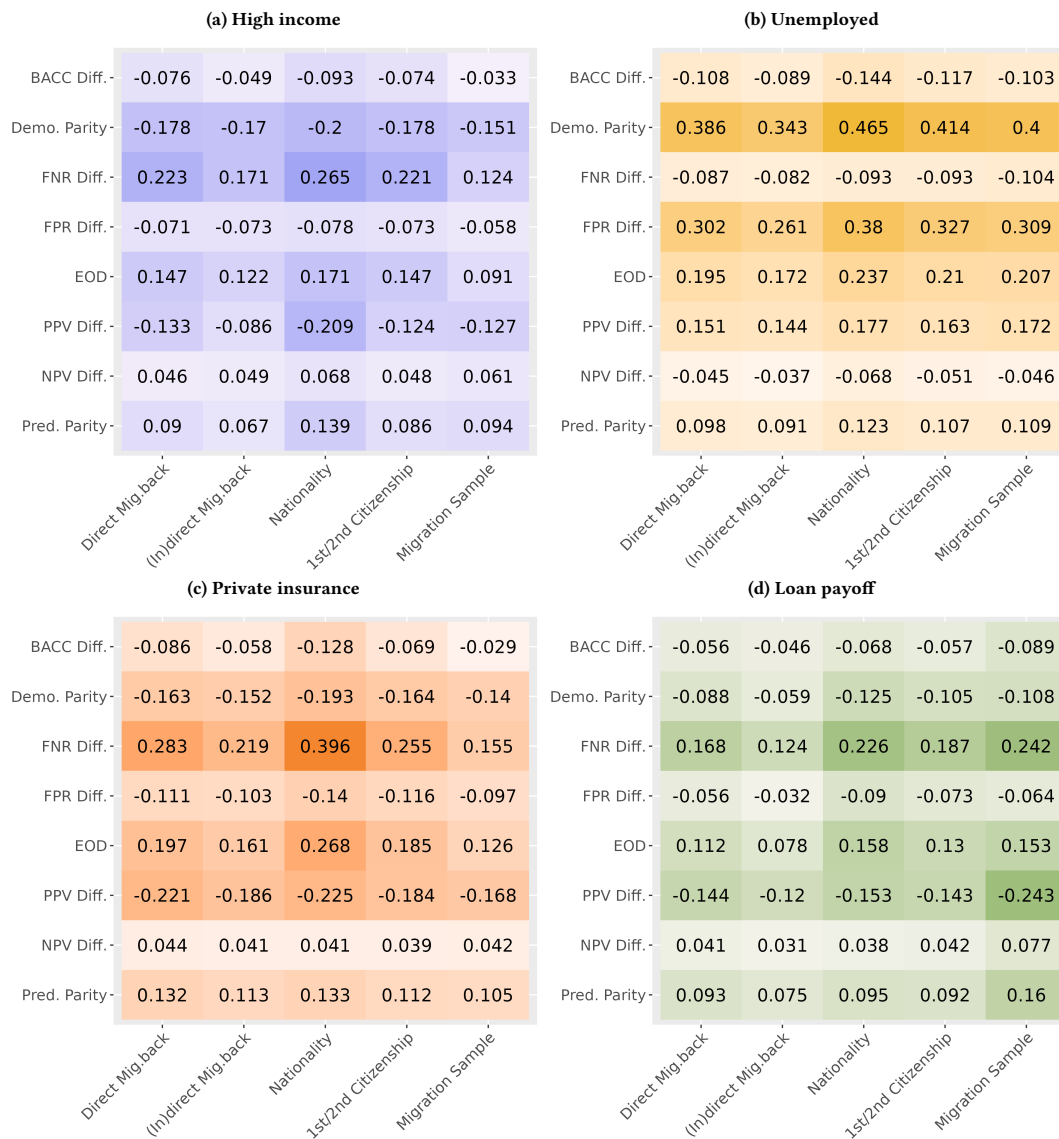 (a) High income
BACC Diff. -0.076 -0.049 -0.093 -0.074 -0.033
Demo. Parity -0.178 -0.17 -0.2 -0.178 -0.151
FNR Diff. 0.223 0.171 0.265 0.221 0.124
FPR Diff. -0.071 -0.073 -0.078 -0.073 -0.058
EOD 0.147 0.122 0.171 0.147 0.091
PPV Diff. -0.133 -0.086 -0.209 -0.124 -0.127
NPV Diff. 0.046 0.049 0.068 0.048 0.061
Pred. Parity 0.09 0.067 0.139 0.086 0.094
Direct Mig.back
(In)direct Mig.back
Nationality
1st/2nd Citizenship
Migration Sample
(b) Unemployed
BACC Diff. -0.108 -0.089 -0.144 -0.117 -0.103
Demo. Parity 0.386 0.343 0.465 0.414 0.4
FNR Diff. -0.087 -0.082 -0.093 -0.093 -0.104
FPR Diff. 0.302 0.261 0.38 0.327 0.309
EOD 0.195 0.172 0.237 0.21 0.207
PPV Diff. 0.151 0.144 0.177 0.163 0.172
NPV Diff. -0.045 -0.037 -0.068 -0.051 -0.046
Pred. Parity 0.098 0.091 0.123 0.107 0.109
Direct Mig.back
(In)direct Mig.back
Nationality
1st/2nd Citizenship
Migration Sample
(c) Private insurance
BACC Diff. -0.086 -0.058 -0.128 -0.069 -0.029
Demo. Parity -0.163 -0.152 -0.193 -0.164 -0.14
FNR Diff. 0.283 0.219 0.396 0.255 0.155
FPR Diff. -0.111 -0.103 -0.14 -0.116 -0.097
EOD 0.197 0.161 0.268 0.185 0.126
PPV Diff. -0.221 -0.186 -0.225 -0.184 -0.168
NPV Diff. 0.044 0.041 0.041 0.039 0.042
Pred. Parity 0.132 0.113 0.133 0.112 0.105
Direct Mig.back
(In)direct Mig.back
Nationality
1st/2nd Citizenship
Migration Sample
(d) Loan payoff
BACC Diff. -0.056 -0.046 -0.068 -0.057 -0.089
Demo. Parity -0.088 -0.059 -0.125 -0.105 -0.108
FNR Diff. 0.168 0.124 0.226 0.187 0.242
FPR Diff. -0.056 -0.032 -0.09 -0.073 -0.064
EOD 0.112 0.078 0.158 0.13 0.153
PPV Diff. -0.144 -0.12 -0.153 -0.143 -0.243
NPV Diff. 0.041 0.031 0.038 0.042 0.077
Pred. Parity 0.093 0.075 0.095 0.092 0.16
Direct Mig.back
(In)direct Mig.back
Nationality
1st/2nd Citizenship
Migration Sample